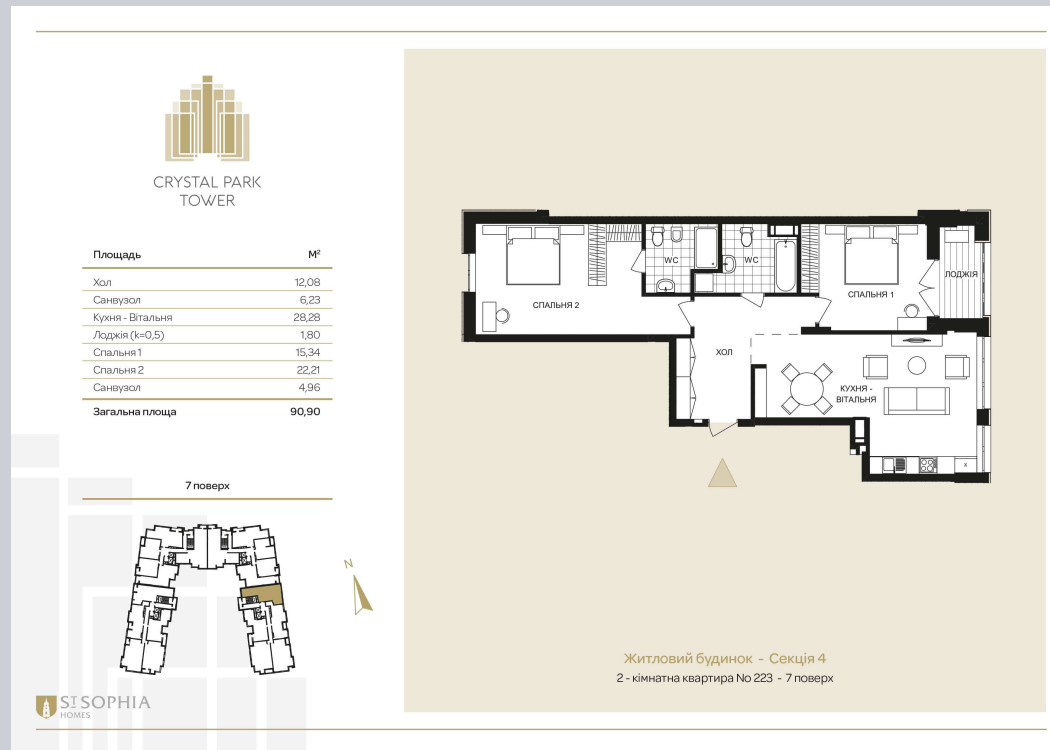 CRYSTAL PARK
TOWER
Площадь М²
Хол 12,08
Санвузол 6,23
Кухня - Вітальня 28,28
Лоджія (k=0,5) 1,80
Спальня 1 15,34
Спальня 2 22,21
Санвузол 4,96
Загальна площа 90,90
7 поверх
N
ST SOPHIA
HOMES
WC
WC
СПАЛЬНЯ 2
СПАЛЬНЯ 1
ЛОДЖІЯ
ХОЛ
КУХНЯ -
ВІТАЛЬНЯ
x
Житловий будинок - Секція 4
2 - кімнатна квартира No 223 - 7 поверх